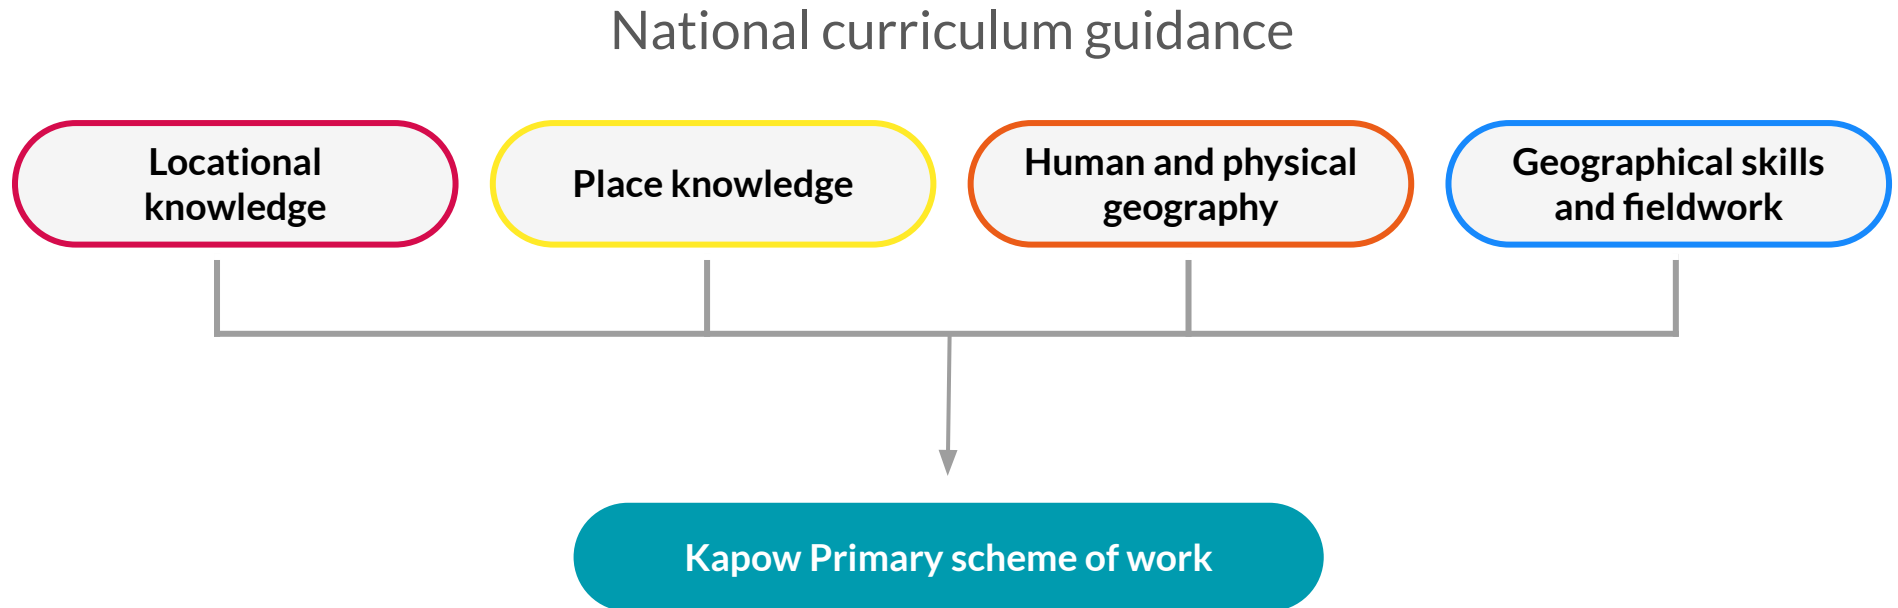 National curriculum guidance
Locational
knowledge
Place knowledge
Human and physical
geography
Geographical skills
and fieldwork
Kapow Primary scheme of work